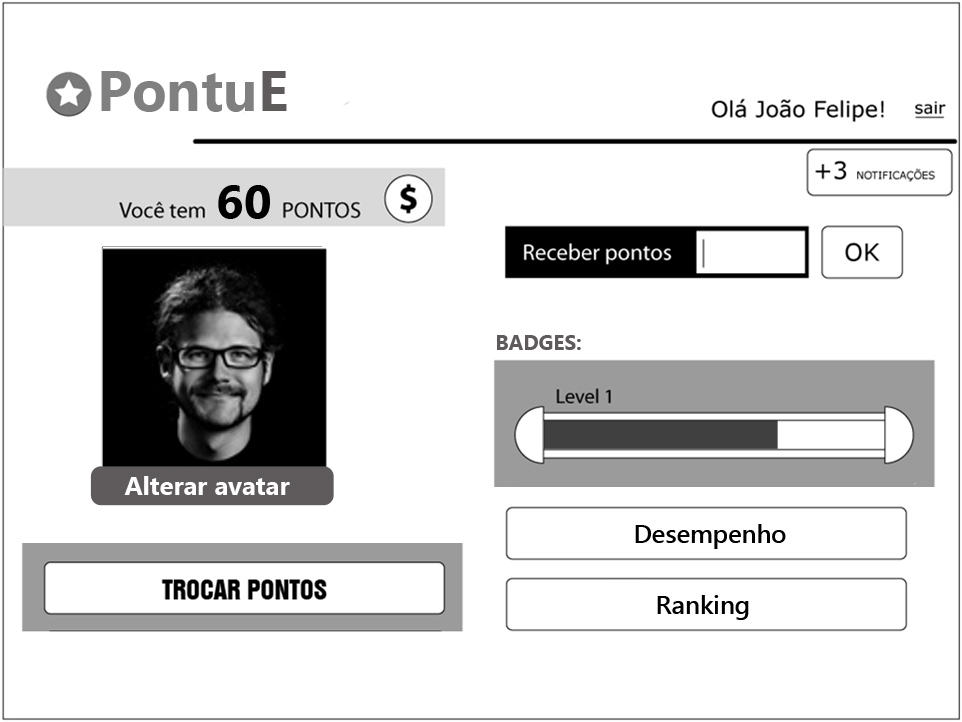 PontuE
Olá João Felipe! sair
+3 NOTIFICAÇÕES
Você tem 60 PONTOS $
Receber pontos OK
BADGES:
Level 1
Alterar avatar
Desempenho
TROCAR PONTOS
Ranking